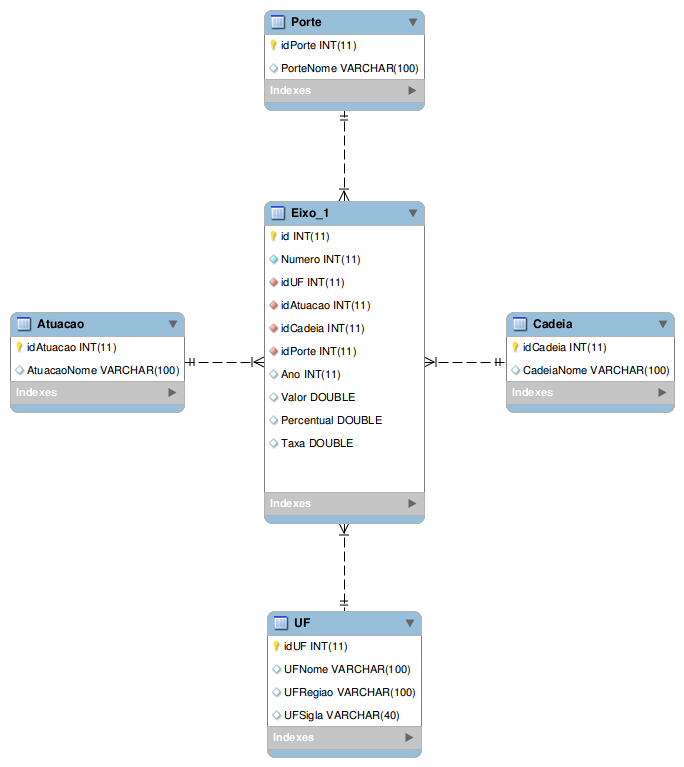 Porte
idPorte INT(11)
PorteNome VARCHAR(100)
Indexes
Eixo_1
id INT(11)
Numero INT(11)
idUF INT(11)
idAtuacao INT(11)
idCadeia INT(11)
idPorte INT(11)
Ano INT(11)
Valor DOUBLE
Percentual DOUBLE
Taxa DOUBLE
Indexes
Atuacao
idAtuacao INT(11)
AtuacaoNome VARCHAR(100)
Indexes
Cadeia
idCadeia INT(11)
CadeiaNome VARCHAR(100)
Indexes
UF
idUF INT(11)
UFNome VARCHAR(100)
UFRegiao VARCHAR(100)
UFSigla VARCHAR(40)
Indexes